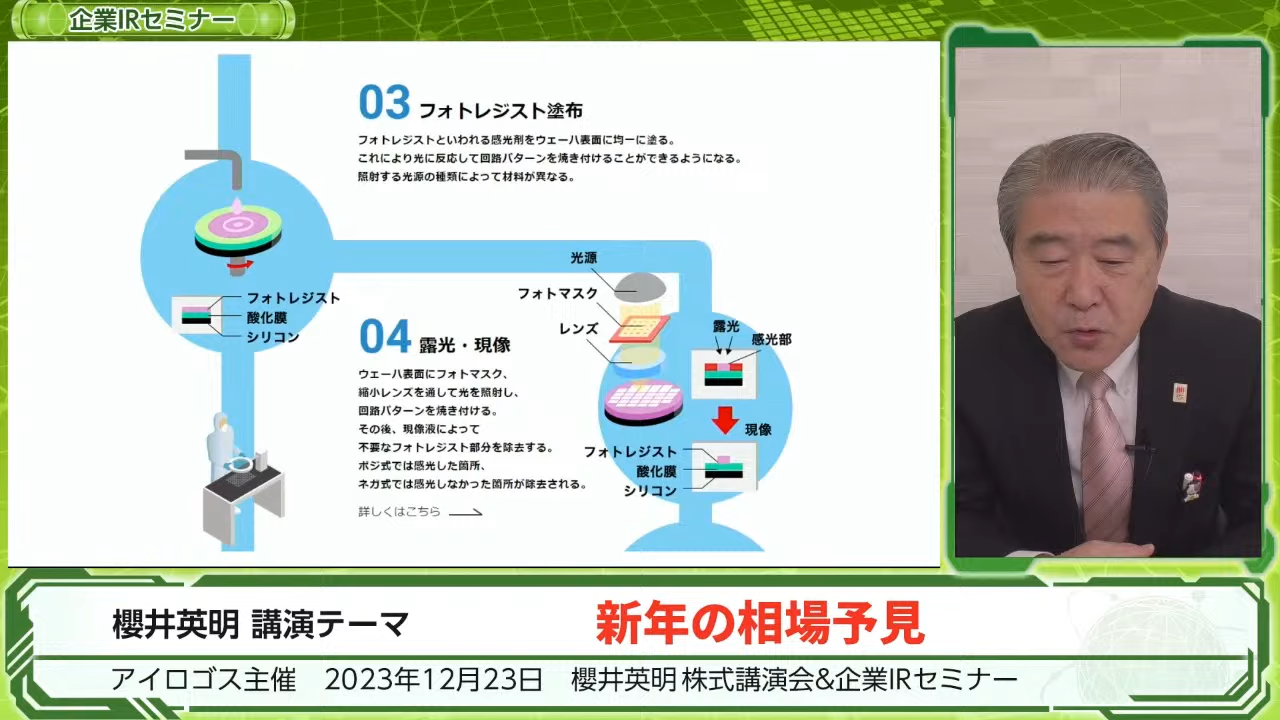 企業IRセミナー
03 フォトレジスト塗布
フォトレジストといわれる感光剤をウェーハ表面に均一に塗る。
これにより光に反応して回路パターンを焼き付けることができるようになる。
照射する光源の種類によって材料が異なる。
フォトレジスト
酸化膜
シリコン
光源
フォトマスク
レンズ
露光
感光部
04 露光・現像
ウェーハ表面にフォトマスク、
縮小レンズを通して光を照射し、
回路パターンを焼き付ける。
その後、現像液によって
不要なフォトレジスト部分を除去する。
ポジ式では感光した箇所、
ネガ式では感光しなかった箇所が除去される。
詳しくはこちら
現像
フォトレジスト
酸化膜
シリコン
櫻井英明 講演テーマ 新年の相場予見
アイロゴス主催 2023年12月23日 櫻井英明 株式講演会&企業IRセミナー